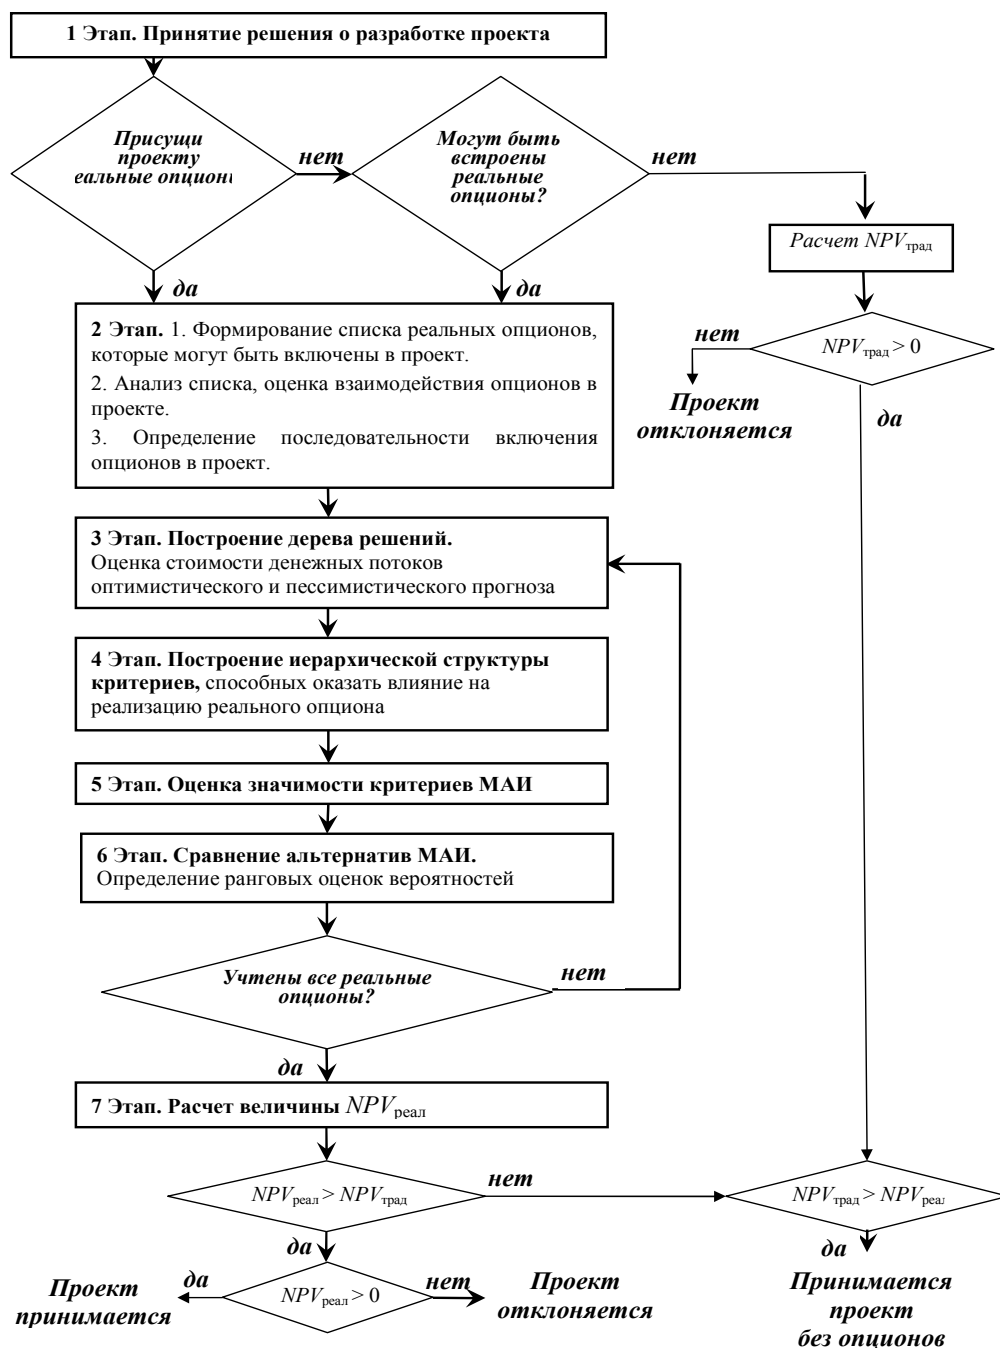 1 Этап. Принятие решения о разработке проекта
Присущи
проекту
еальные опцион
нет
Могут быть
встроены
реальные
опционы?
нет
Расчет NPVтрад
да
да
2 Этап. 1. Формирование списка реальных опционов,
которые могут быть включены в проект.
2. Анализ списка, оценка взаимодействия опционов в
проекте.
3. Определение последовательности включения
опционов в проект.
нет
NPVтрад > 0
Проект
отклоняется
да
3 Этап. Построение дерева решений.
Оценка стоимости денежных потоков
оптимистического и пессимистического прогноза
4 Этап. Построение иерархической структуры
критериев, способных оказать влияние на
реализацию реального опциона
5 Этап. Оценка значимости критериев МАИ
6 Этап. Сравнение альтернатив МАИ.
Определение ранговых оценок вероятностей
Учтены все реальные
опционы?
нет
да
7 Этап. Расчет величины NPVреал
NPVреал > NPVтрад
нет
NPVтрад > NPVреал
да
да
Проект
принимается
да
NPVреал > 0
нет
Проект
отклоняется
Принимается
проект
без опционов